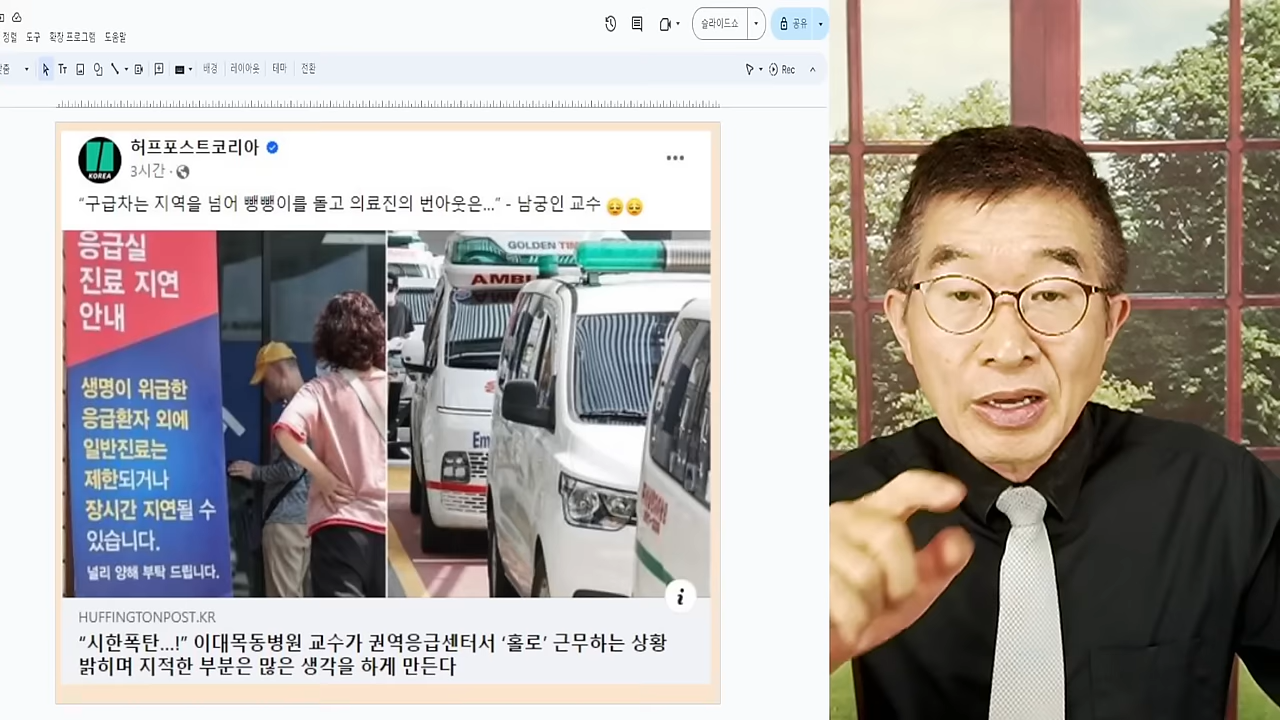 정렬 도구 확장 프로그램 도움말
슬라이드쇼
공유
배경 레이아웃 테마 전환
Rec
허프포스트코리아
3시간 ·
KOREA
“구급차는 지역을 넘어 뺑뺑이를 돌고 의료진의 번아웃은...” - 남궁인 교수 😔😔
응급실
진료 지연
안내
생명이 위급한
응급환자 외에
일반진료는
제한되거나
장시간 지연될 수
있습니다.
널리 양해 부탁 드립니다.
GOLDEN TIM
AMBU
Em
HUFFINGTONPOST.KR
“시한폭탄...!” 이대목동병원 교수가 권역응급센터서 ‘홀로’ 근무하는 상황
밝히며 지적한 부분은 많은 생각을 하게 만든다